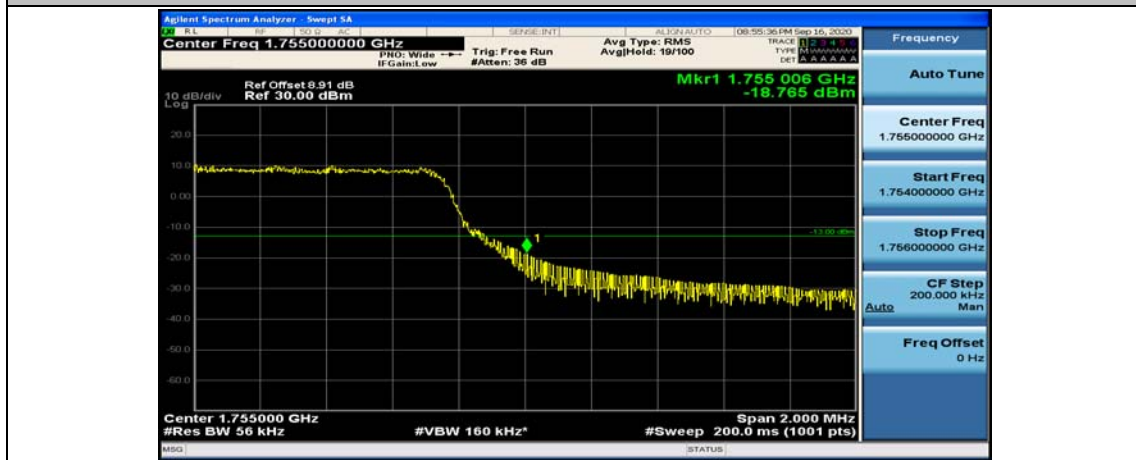 Agilent Spectrum Analyzer - Swept SA
RL RF 50 Ω AC SENSE:INT ALIGN AUTO 08:55:36 PM Sep 16, 2020
Center Freq 1.755000000 GHz
PNO: Wide
IFGain:Low
Trig: Free Run
#Atten: 36 dB
Avg Type: RMS
Avg|Hold: 19/100
TRACE 1 2 3 4 5 6
TYPE M
DET A A A A A A
Ref Offset 8.91 dB
10 dB/div Ref 30.00 dBm
Log
Mkr1 1.755 006 GHz
-18.765 dBm
20.0
10.0
0.00
-10.0
-20.0
-30.0
-40.0
-50.0
-60.0
-13.00 dBm
1
Center 1.755000 GHz Span 2.000 MHz
#Res BW 56 kHz #VBW 160 kHz* #Sweep 200.0 ms (1001 pts)
MSG STATUS
Frequency
Auto Tune
Center Freq
1.755000000 GHz
Start Freq
1.754000000 GHz
Stop Freq
1.756000000 GHz
CF Step
200.000 kHz
Auto Man
Freq Offset
0 Hz